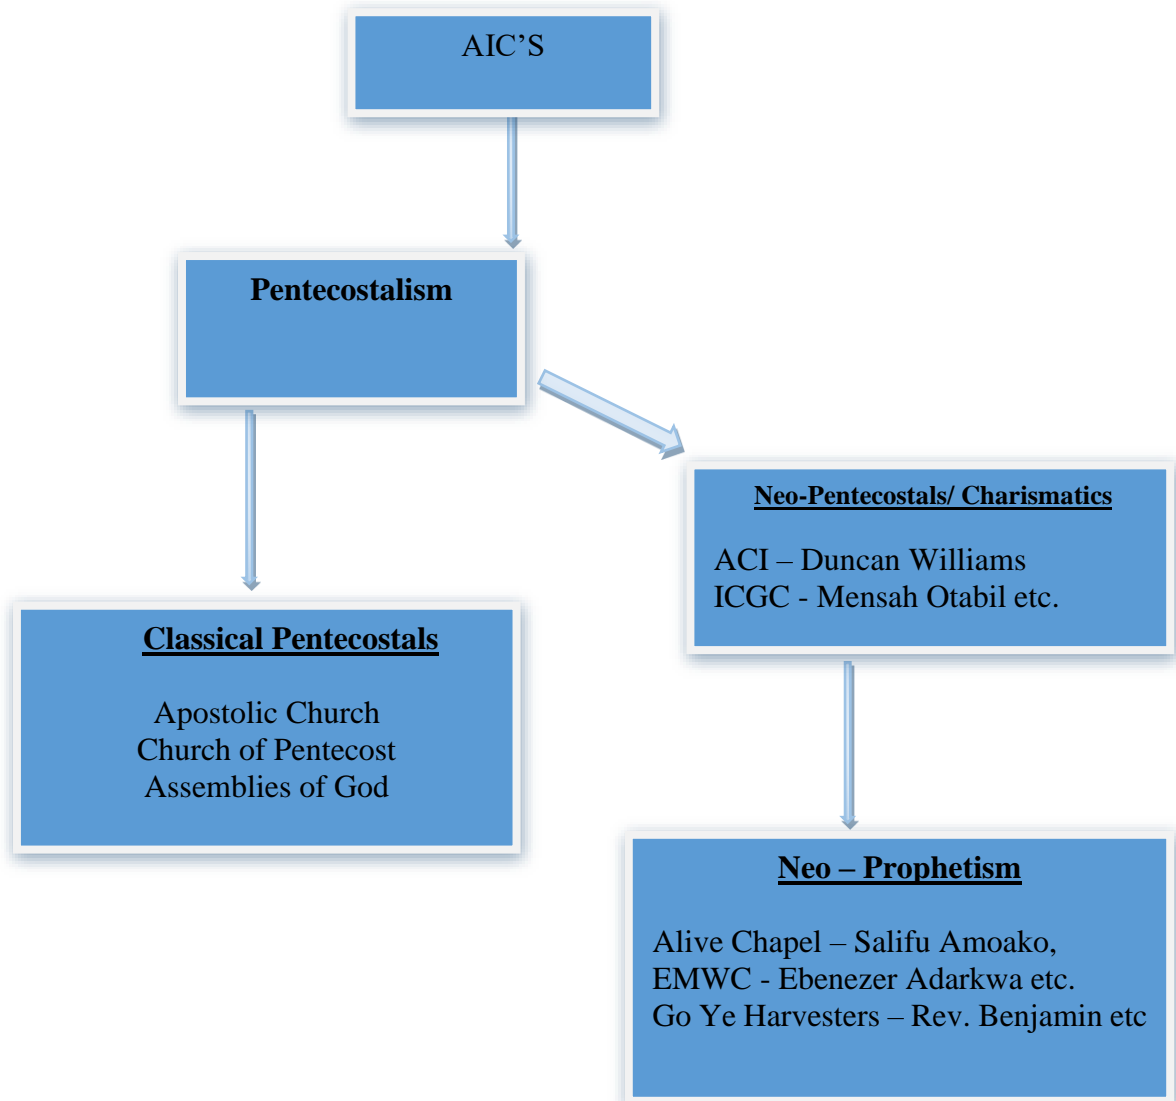 AIC’S
Pentecostalism
Neo-Pentecostals/ Charismatics
ACI – Duncan Williams
ICGC - Mensah Otabil etc.
Classical Pentecostals
Apostolic Church
Church of Pentecost
Assemblies of God
Neo – Prophetism
Alive Chapel – Salifu Amoako,
EMWC - Ebenezer Adarkwa etc.
Go Ye Harvesters – Rev. Benjamin etc